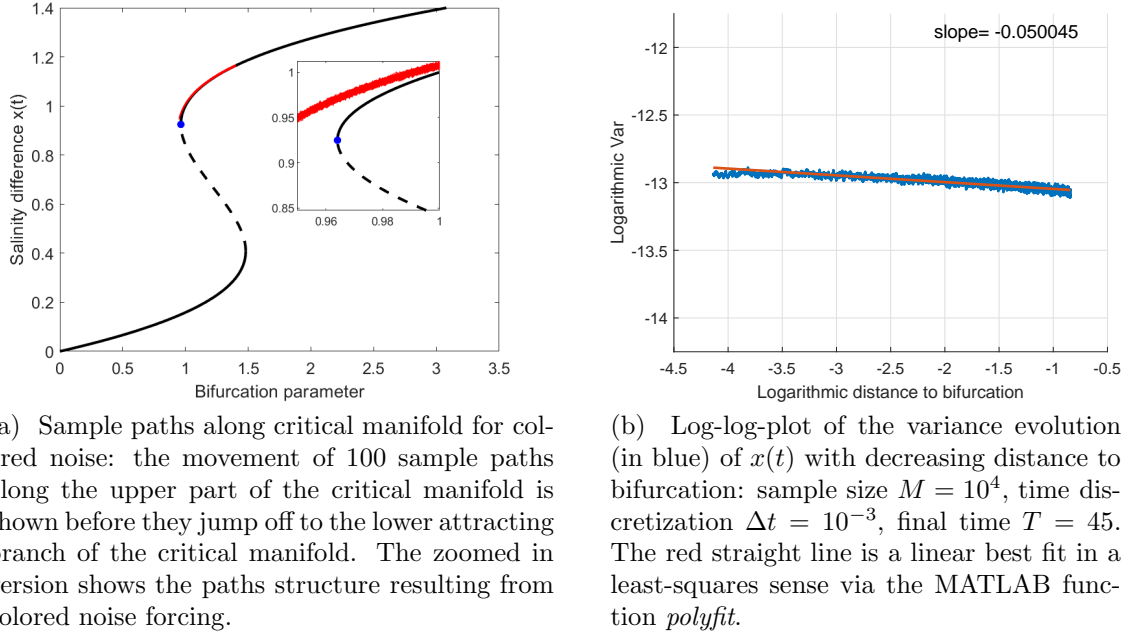 1.4
1.2
1
0.8
0.6
0.4
0.2
0
Salinity difference x(t)
0 0.5 1 1.5 2 2.5 3 3.5
Bifurcation parameter
1
0.95
0.9
0.85
0.96 0.98 1
slope= -0.050045
-12
-12.5
-13
-13.5
-14
Logarithmic Var
-4.5 -4 -3.5 -3 -2.5 -2 -1.5 -1 -0.5
Logarithmic distance to bifurcation
a) Sample paths along critical manifold for col-
red noise: the movement of 100 sample paths
long the upper part of the critical manifold is
hown before they jump off to the lower attracting
ranch of the critical manifold. The zoomed in
ersion shows the paths structure resulting from
olored noise forcing.
(b) Log-log-plot of the variance evolution
(in blue) of x(t) with decreasing distance to
bifurcation: sample size M = 10⁴, time dis-
cretization Δt = 10⁻³, final time T = 45.
The red straight line is a linear best fit in a
least-squares sense via the MATLAB func-
tion polyfit.